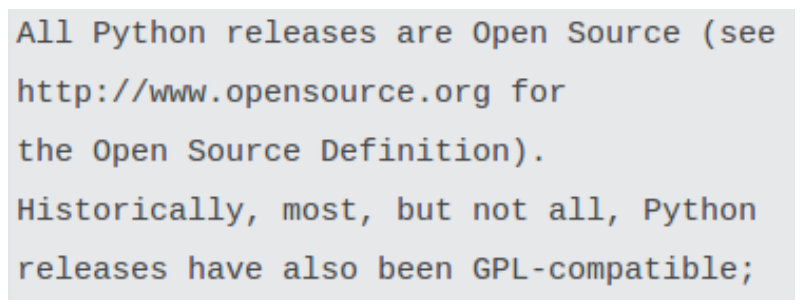 All Python releases are Open Source (see
http://www.opensource.org for
the Open Source Definition).
Historically, most, but not all, Python
releases have also been GPL-compatible;